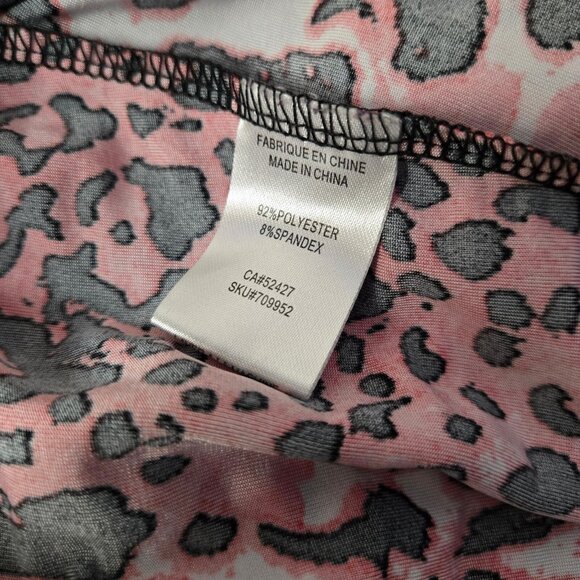 FABRIQUE EN CHINE
MADE IN CHINA
92%POLYESTER
8%SPANDEX
CA#52427
SKU#709952